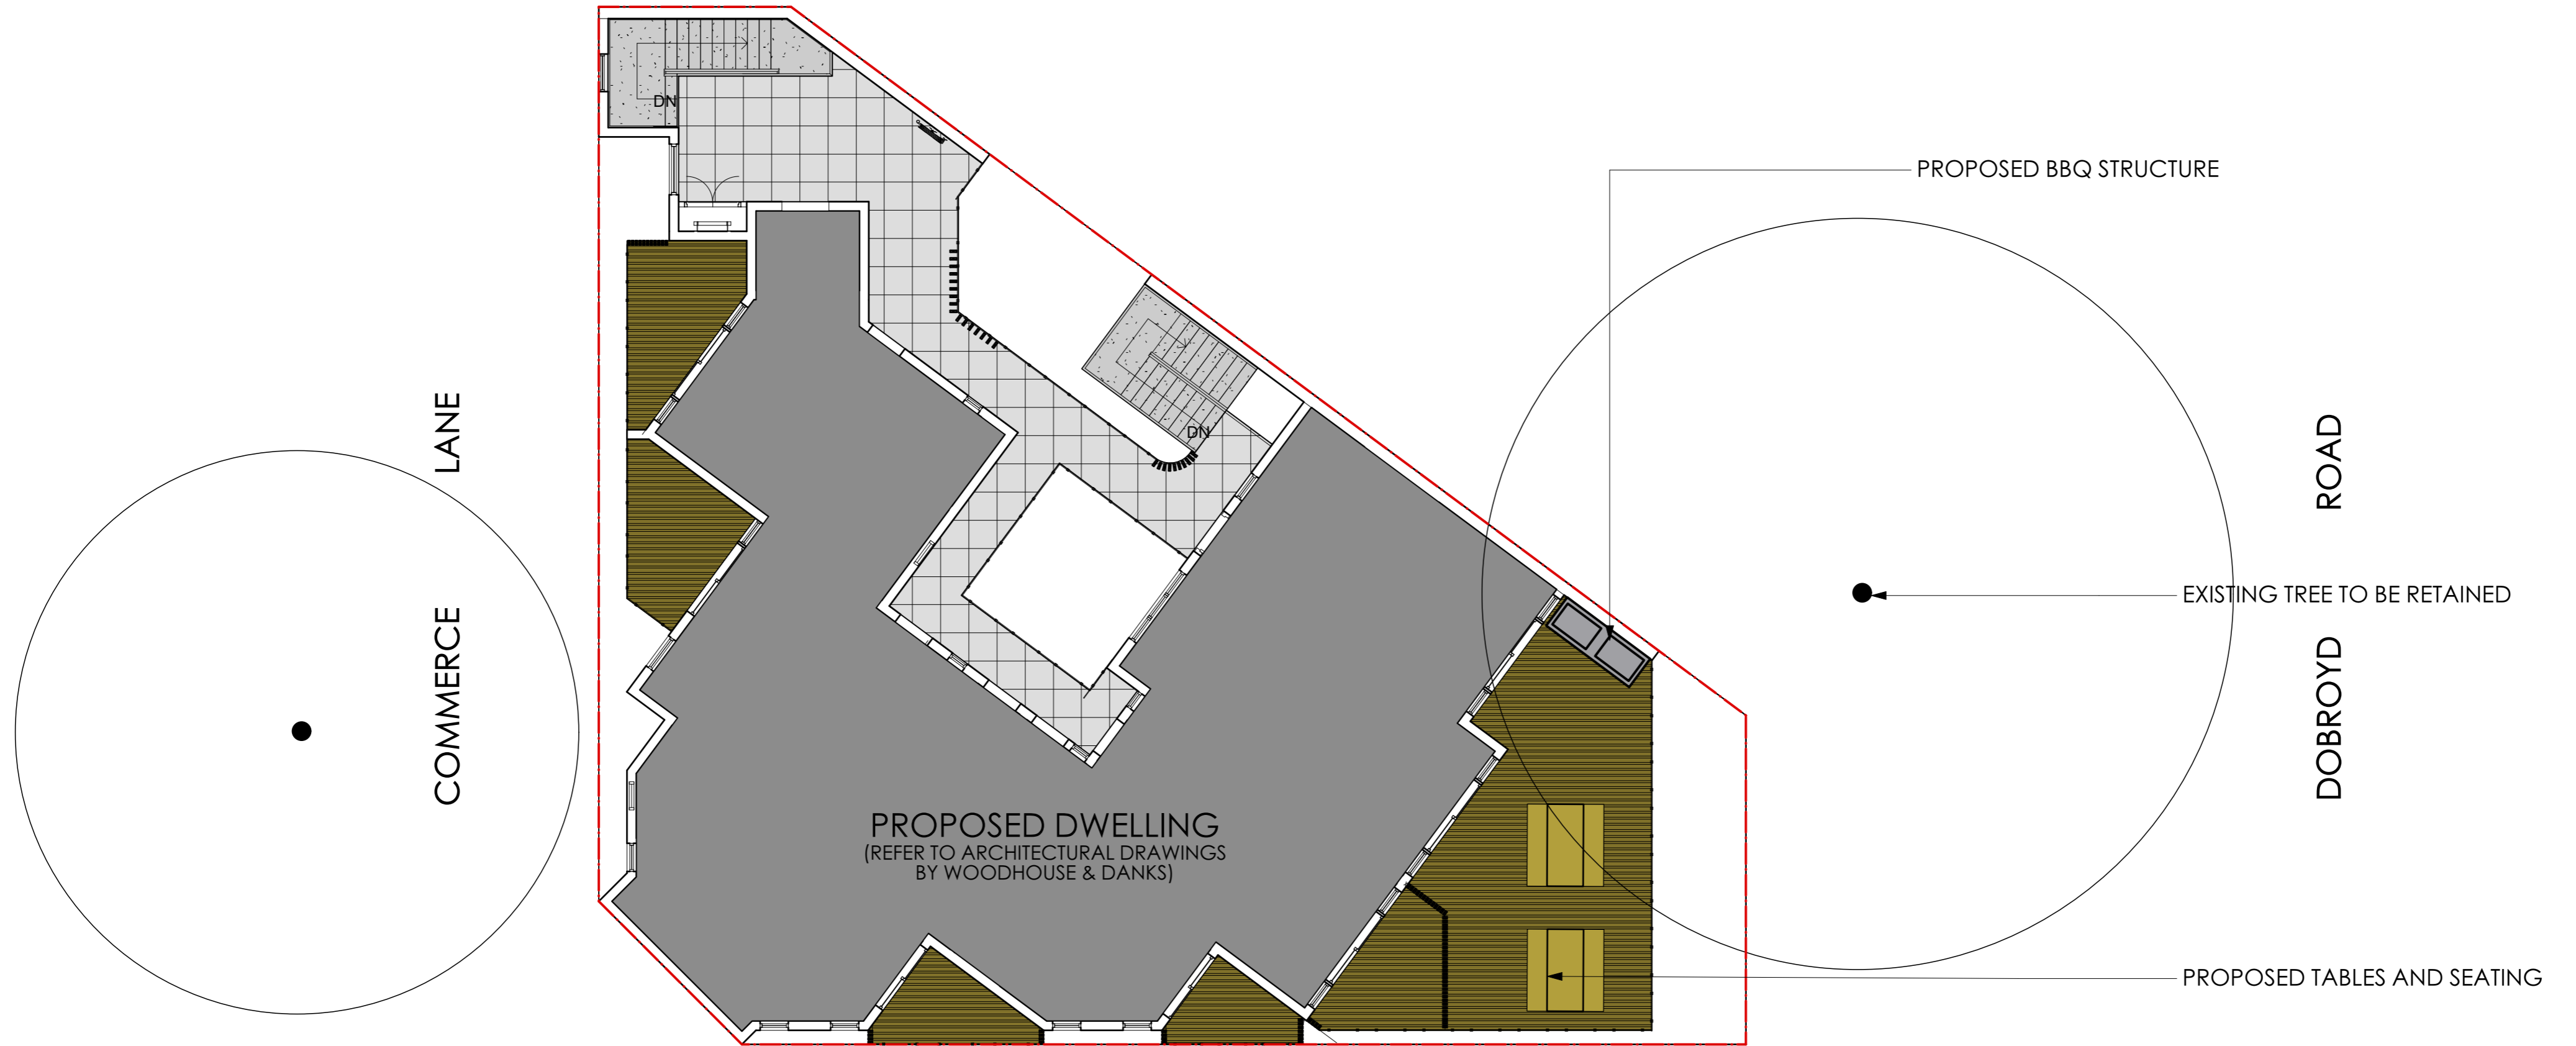 DN
PROPOSED BBQ STRUCTURE
COMMERCE LANE
DN
DOBROYD ROAD
EXISTING TREE TO BE RETAINED
PROPOSED DWELLING
(REFER TO ARCHITECTURAL DRAWINGS
BY WOODHOUSE & DANKS)
PROPOSED TABLES AND SEATING